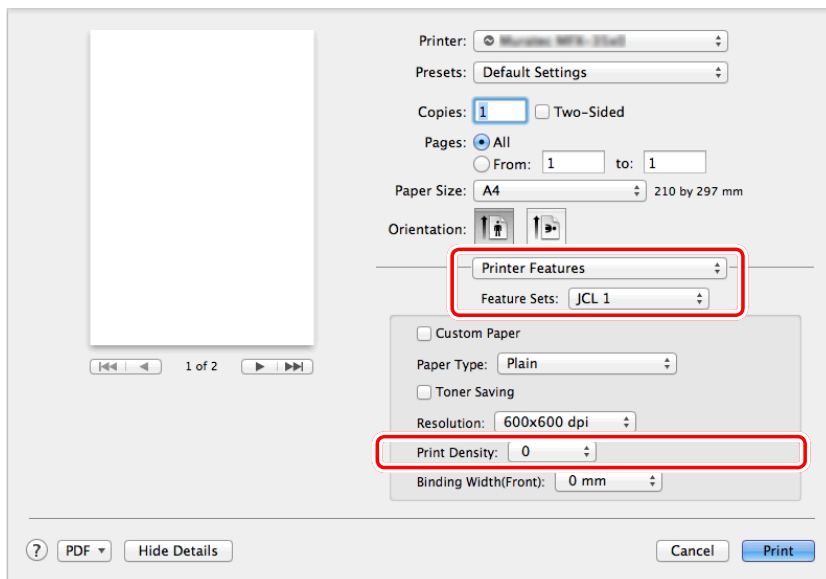 Printer:
Presets: Default Settings
Copies: 1 Two-Sided
Pages: All
From: 1 to: 1
Paper Size: A4 210 by 297 mm
Orientation:
Printer Features
Feature Sets: JCL 1
Custom Paper
1 of 2
Paper Type: Plain
Toner Saving
Resolution: 600x600 dpi
Print Density: 0
Binding Width(Front): 0 mm
? PDF Hide Details Cancel Print